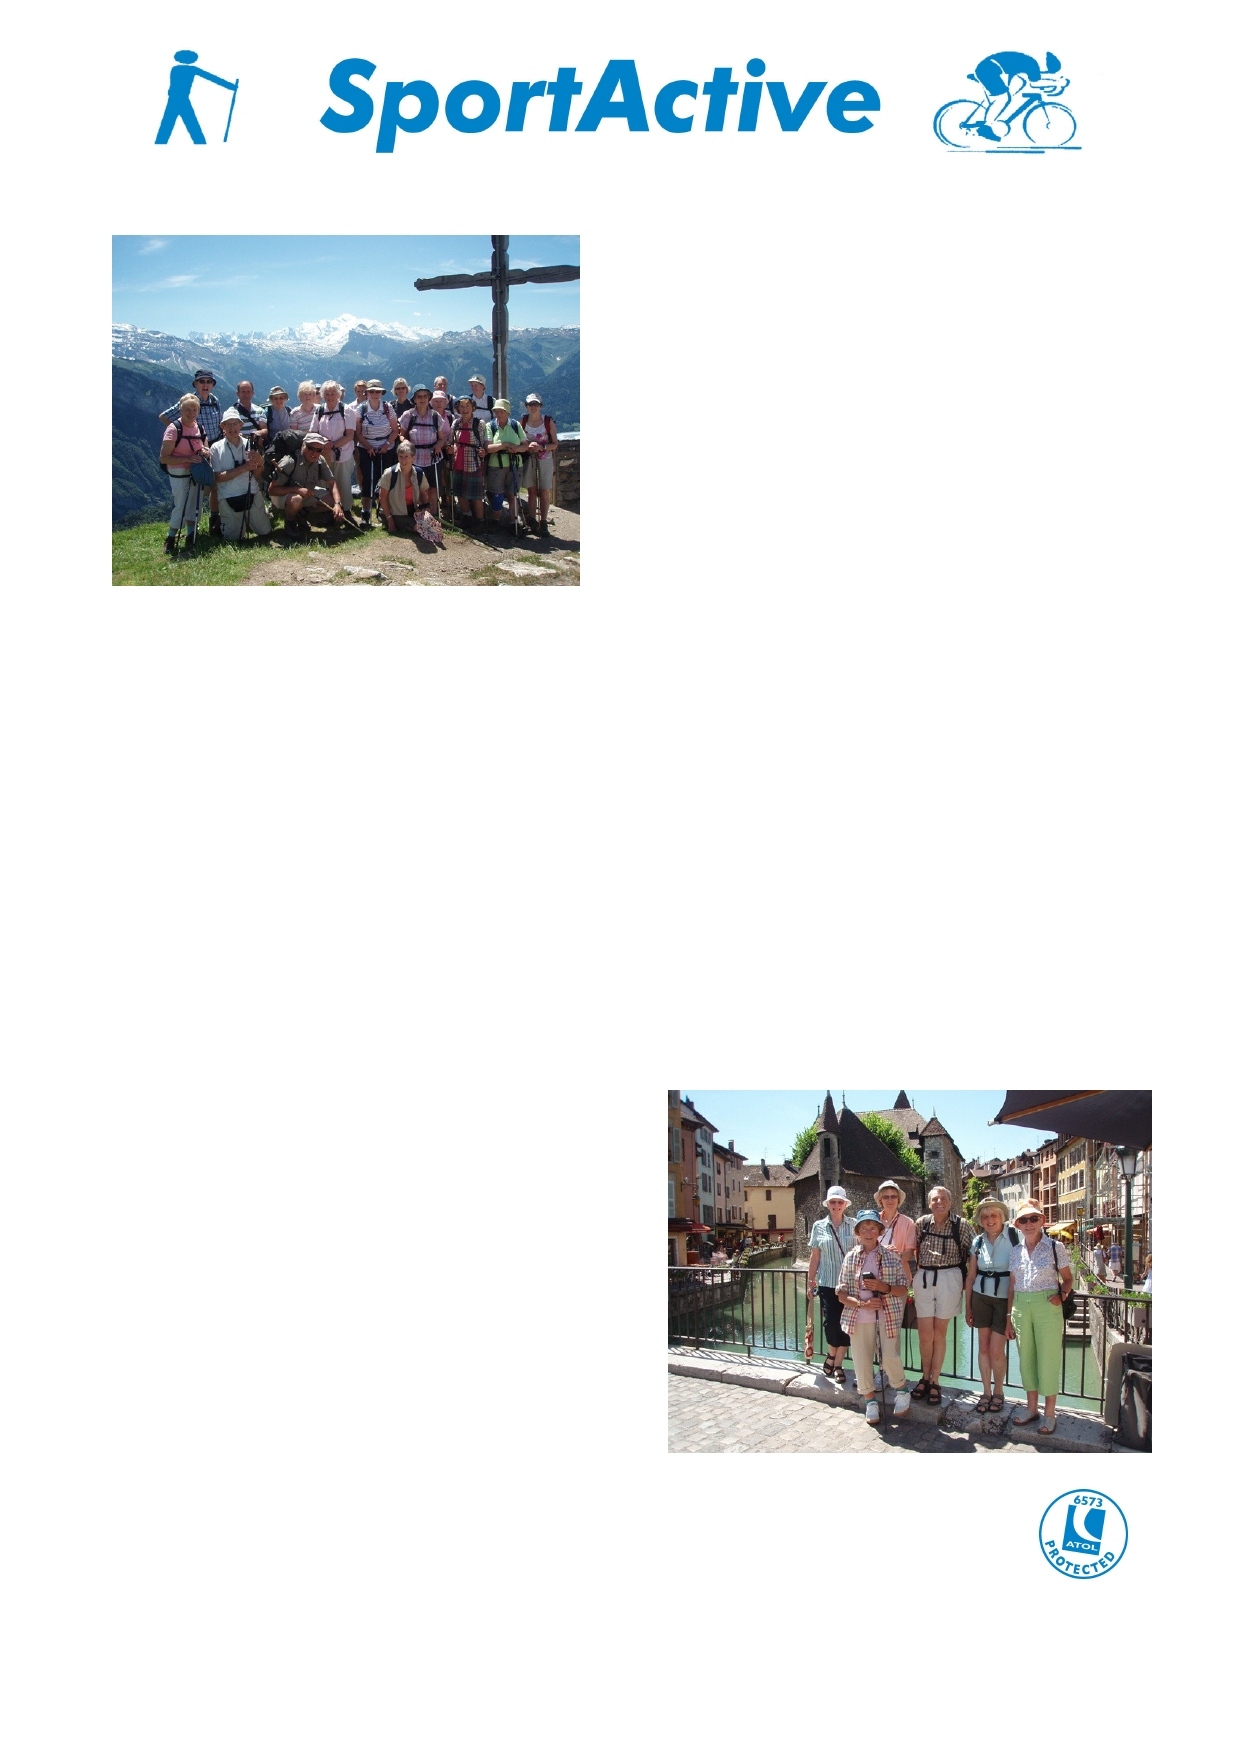 SportActive
6573
ATOL
PROTECTED